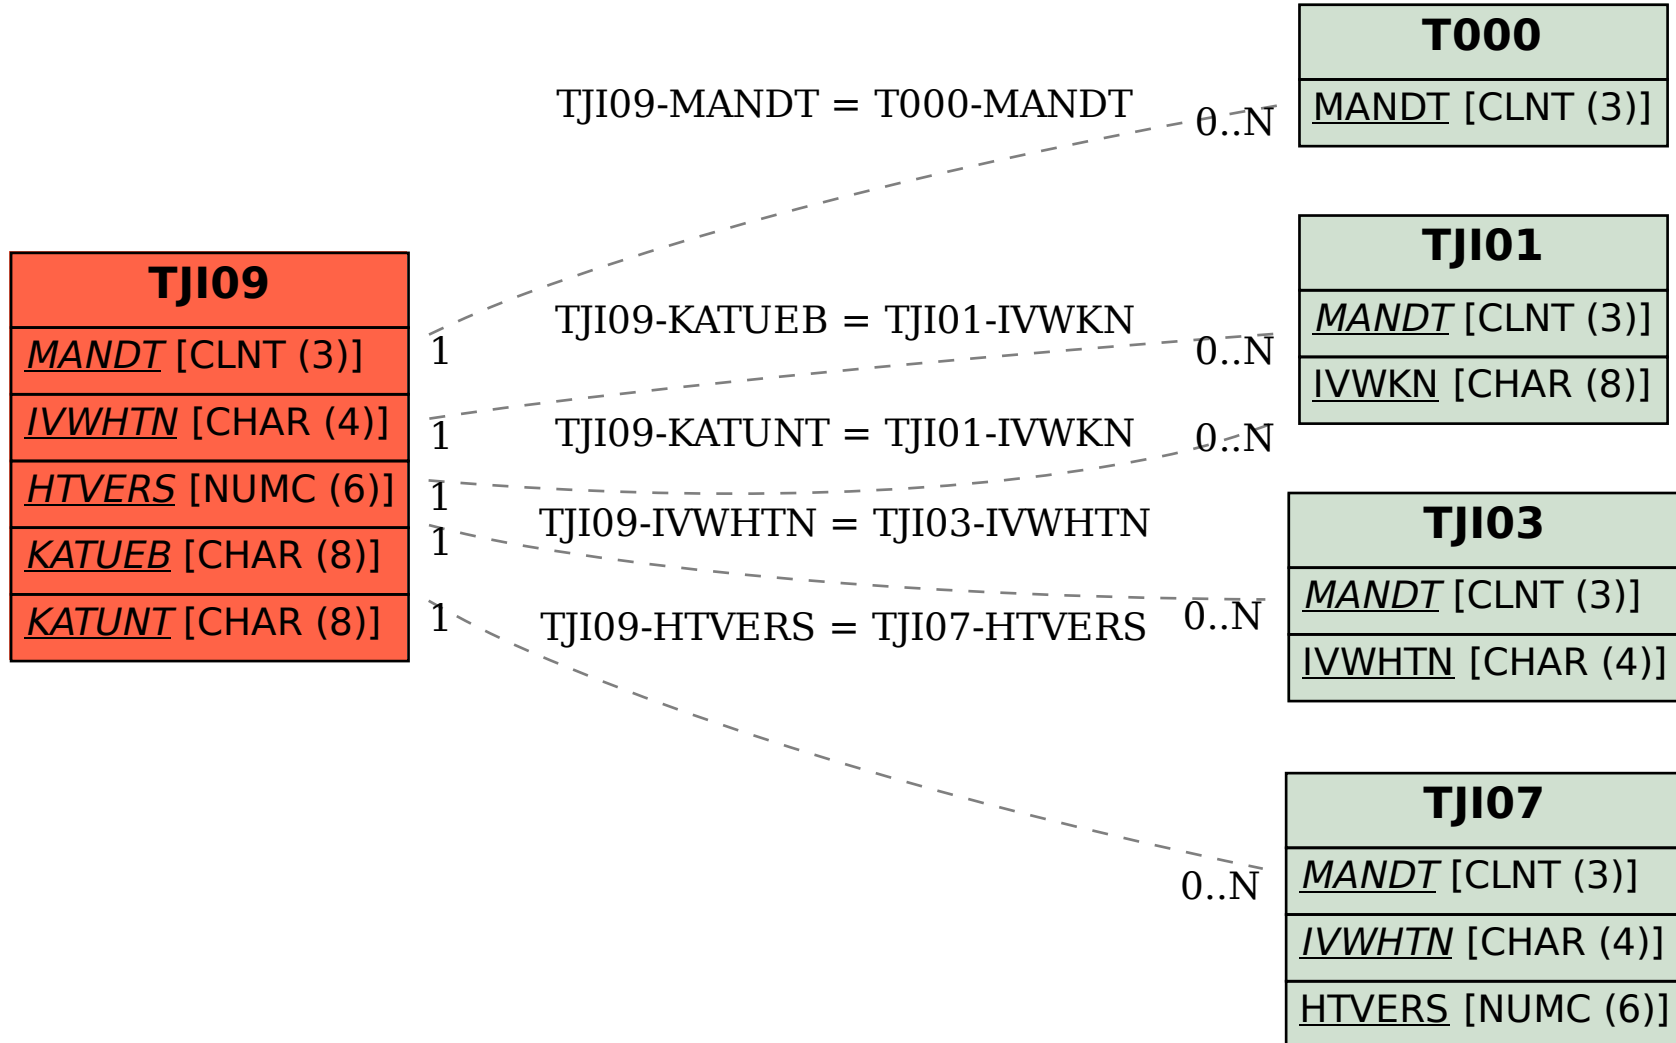 TJI09
MANDT [CLNT (3)]
IVWHTN [CHAR (4)]
HTVERS [NUMC (6)]
KATUEB [CHAR (8)]
KATUNT [CHAR (8)]
TJI09-MANDT = T000-MANDT
1
0..N
TJI09-KATUEB = TJI01-IVWKN
1
0..N
TJI09-KATUNT = TJI01-IVWKN
1
0..N
TJI09-IVWHTN = TJI03-IVWHTN
1
0..N
TJI09-HTVERS = TJI07-HTVERS
1
0..N
T000
MANDT [CLNT (3)]
TJI01
MANDT [CLNT (3)]
IVWKN [CHAR (8)]
TJI03
MANDT [CLNT (3)]
IVWHTN [CHAR (4)]
TJI07
MANDT [CLNT (3)]
IVWHTN [CHAR (4)]
HTVERS [NUMC (6)]